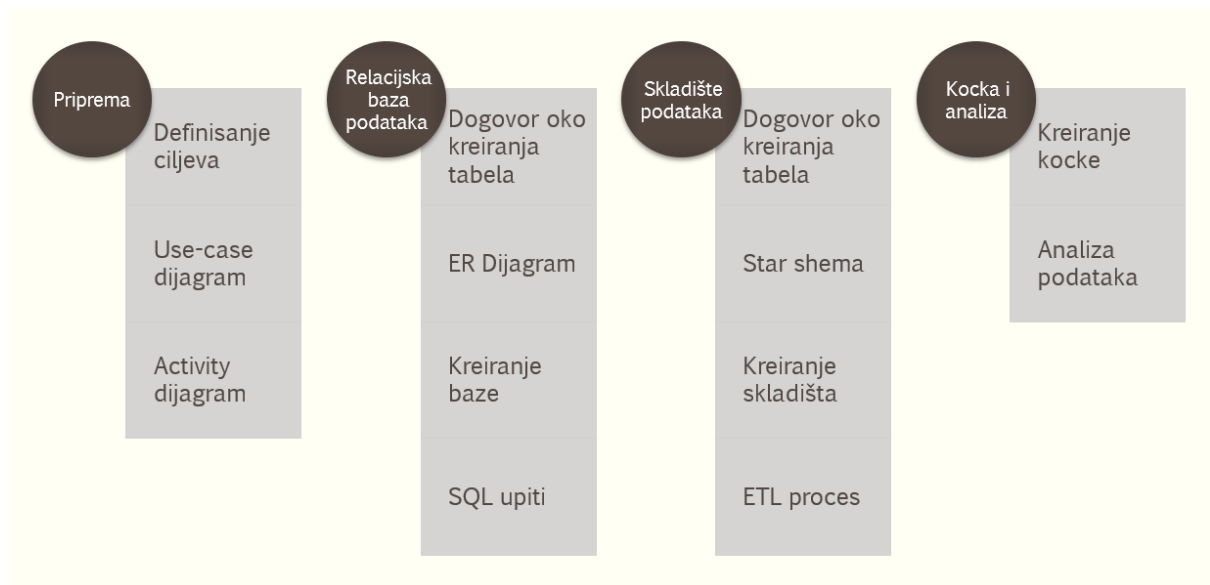 Priprema
Definisanje
ciljeva
Use-case
dijagram
Activity
dijagram
Relacijska
baza
podataka
Dogovor oko
kreiranja
tabela
ER Dijagram
Kreiranje
baze
SQL upiti
Skladište
podataka
Dogovor oko
kreiranja
tabela
Star shema
Kreiranje
skladišta
ETL proces
Kocka i
analiza
Kreiranje
kocke
Analiza
podataka